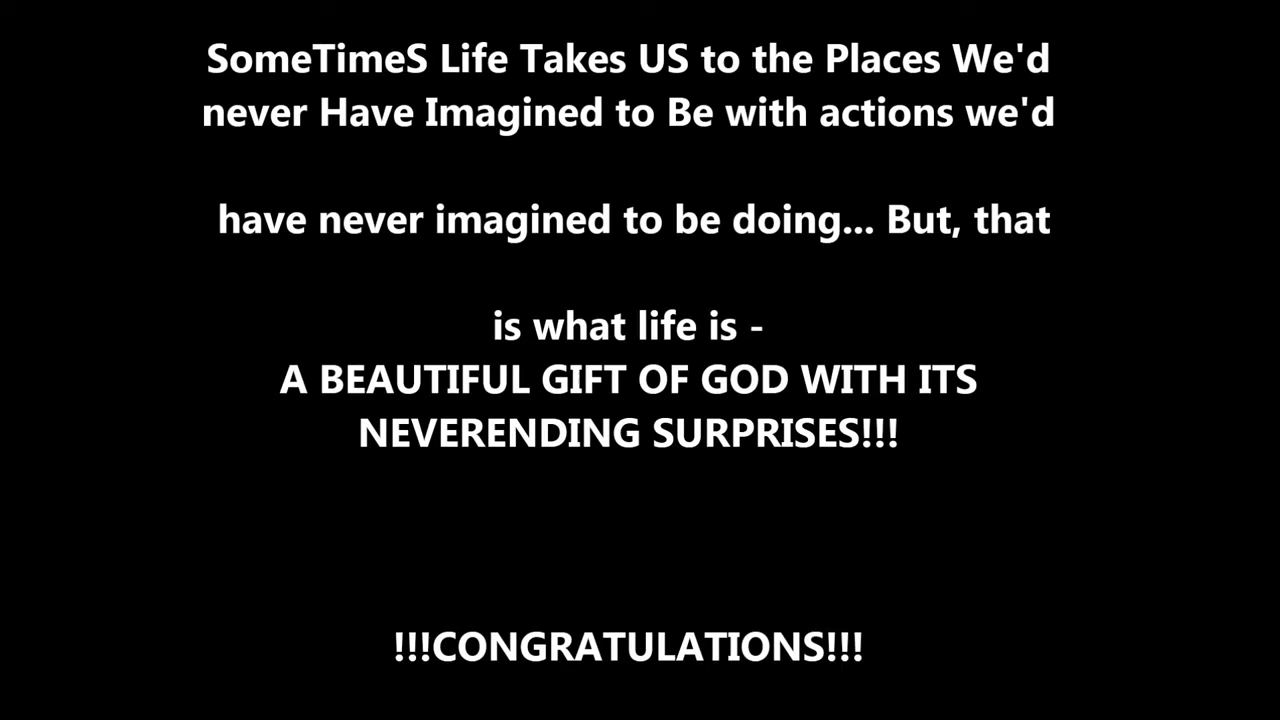 SomeTimeS Life Takes US to the Places We'd
never Have Imagined to Be with actions we'd
have never imagined to be doing... But, that
is what life is -
A BEAUTIFUL GIFT OF GOD WITH ITS
NEVERENDING SURPRISES!!!
!!!CONGRATULATIONS!!!